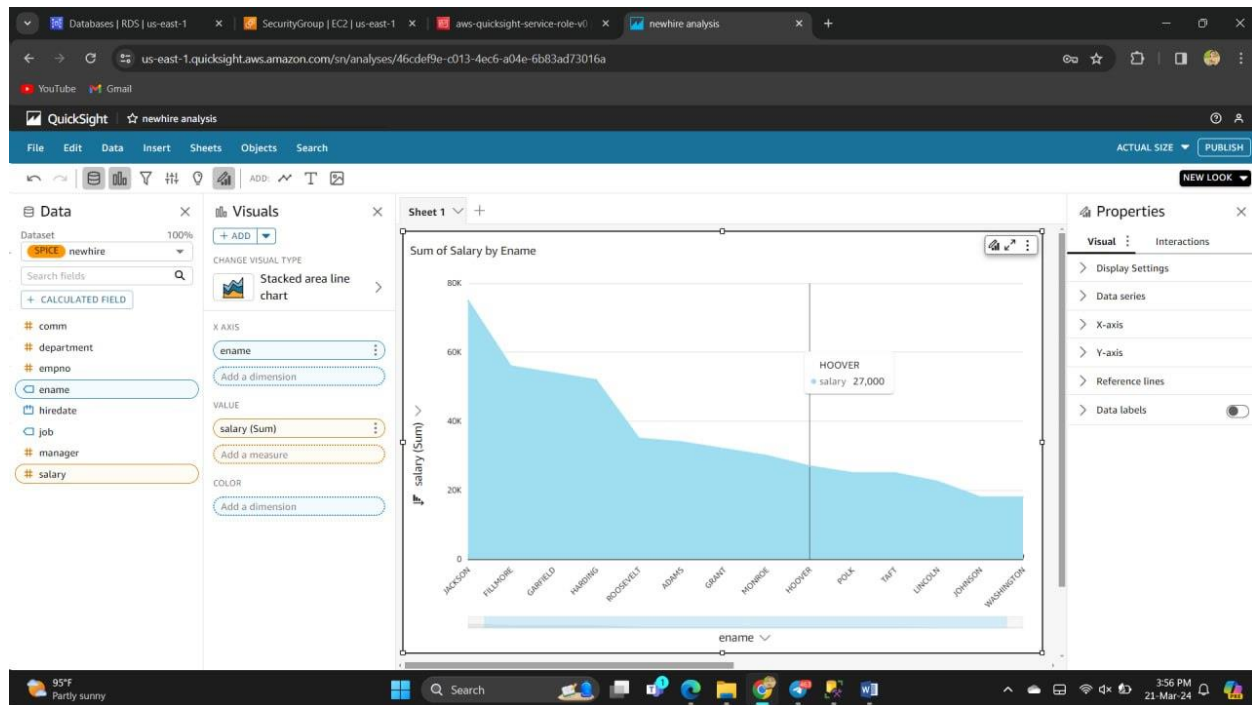 Databases | RDS | us-east-1
SecurityGroup | EC2 | us-east-1
aws-quicksight-service-role-v0
newhire analysis
us-east-1.quicksight.aws.amazon.com/sn/analyses/46cdef9e-c013-4ec6-a04e-6b83ad73016a
YouTube Gmail
QuickSight newhire analysis
File Edit Data Insert Sheets Objects Search
ACTUAL SIZE PUBLISH
ADD: T
NEW LOOK
Data
Dataset 100%
SPICE newhire
Search fields
+ CALCULATED FIELD
# comm
# department
# empno
ename
hiredate
job
# manager
# salary
Visuals
+ ADD
CHANGE VISUAL TYPE
Stacked area line
chart
X AXIS
ename
Add a dimension
VALUE
salary (Sum)
Add a measure
COLOR
Add a dimension
Sheet 1 +
Sum of Salary by Ename
salary (Sum)
80K
60K
40K
20K
0
HOOVER
salary 27,000
JACKSON
FILLMORE
GARFIELD
HARDING
ROOSEVELT
ADAMS
GRANT
MONROE
HOOVER
POLK
TAFT
LINCOLN
JOHNSON
WASHINGTON
ename
Properties
Visual Interactions
Display Settings
Data series
X-axis
Y-axis
Reference lines
Data labels
95°F
Partly sunny
Search
3:56 PM
21-Mar-24